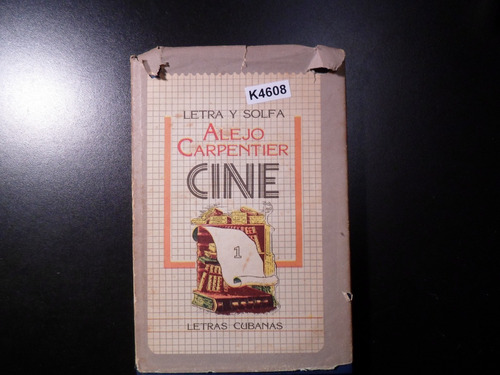 K4608
LETRA Y SOLFA
ALEJO
CARPENTIER
CINE
1
LETRAS CUBANAS